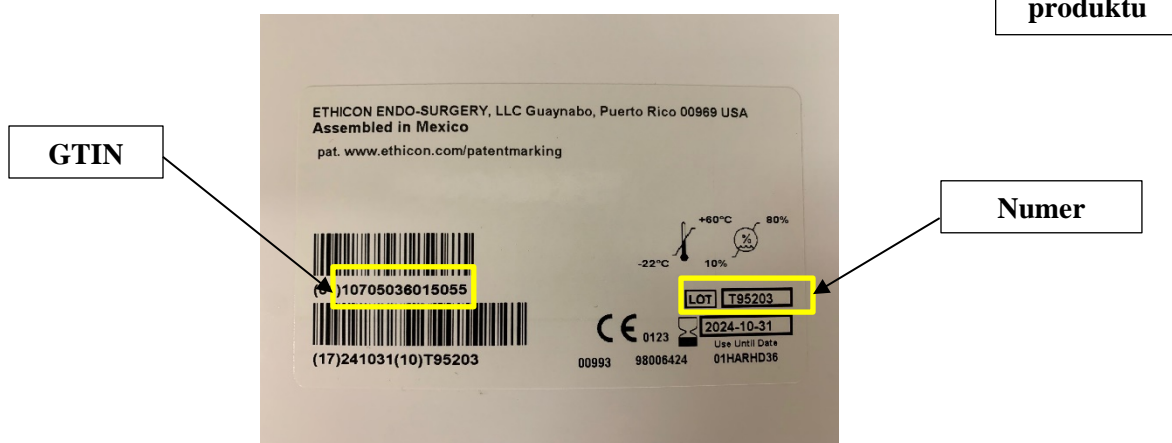 produktu
ETHICON ENDO-SURGERY, LLC Guaynabo, Puerto Rico 00969 USA
Assembled in Mexico
pat. www.ethicon.com/patentmarking
GTIN
Numer
+60°C 80%
%
-22°C 10%
)10705036015055
LOT T95203
CE 0123 2024-10-31
Use Until Date
(17)241031(10)T95203
00993 98006424 01HARHD36